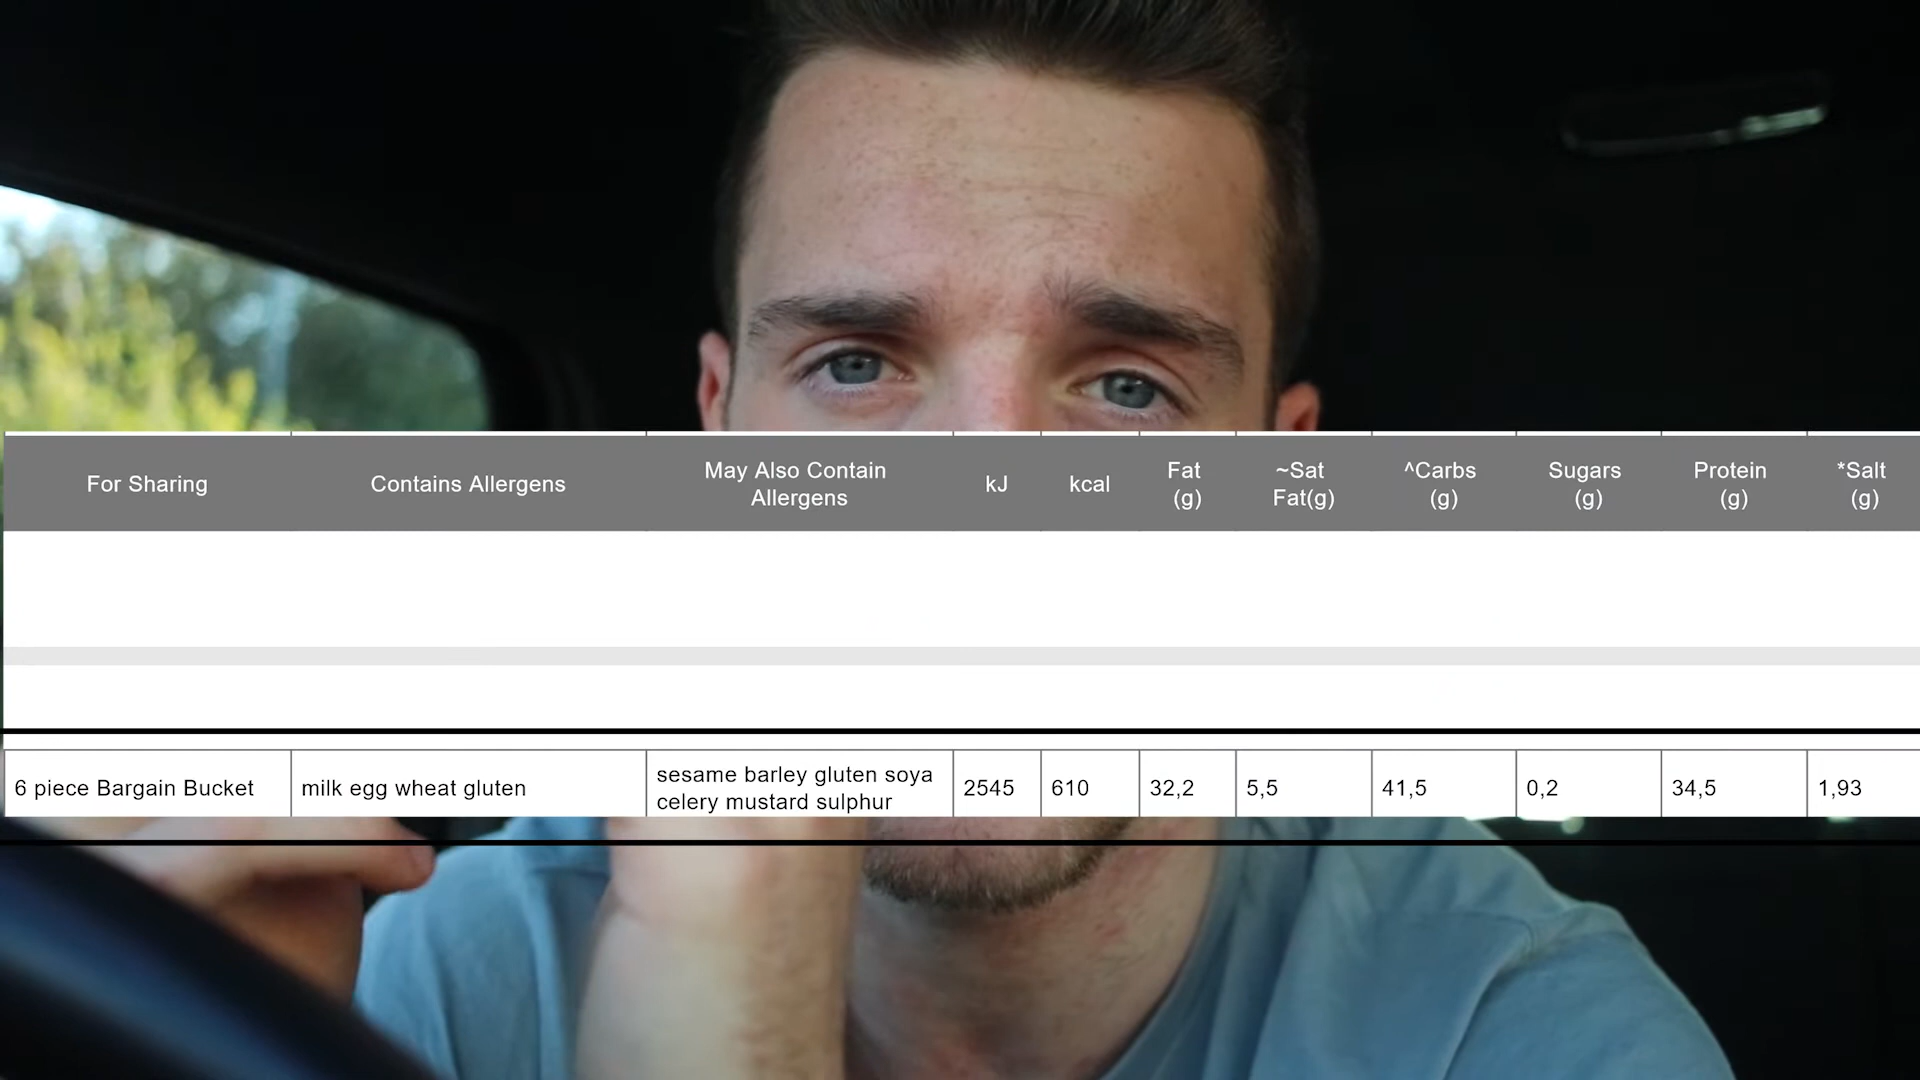 For Sharing
Contains Allergens
May Also Contain
Allergens
kJ
kcal
Fat
(g)
~Sat
Fat(g)
^Carbs
(g)
Sugars
(g)
Protein
(g)
*Salt
(g)
6 piece Bargain Bucket
milk egg wheat gluten
sesame barley gluten soya
celery mustard sulphur
2545
610
32,2
5,5
41,5
0,2
34,5
1,93